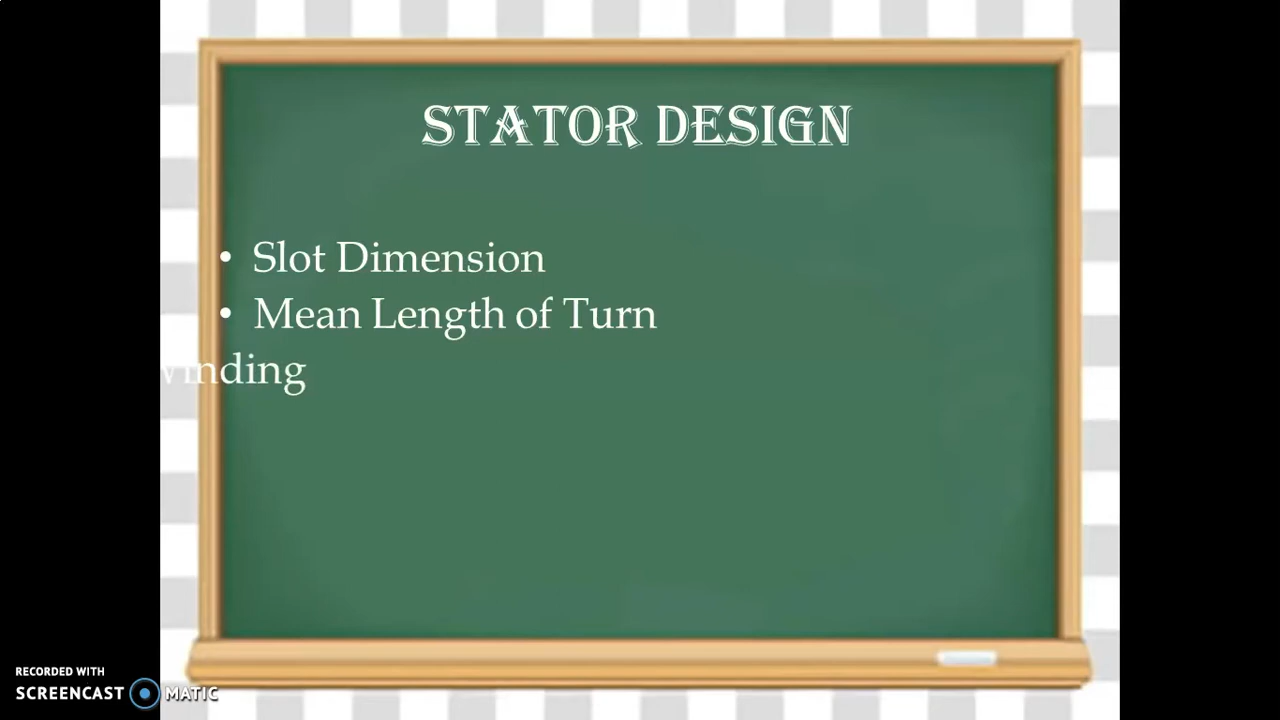 STATOR DESIGN
• Slot Dimension
• Mean Length of Turn
inding
RECORDED WITH
SCREENCAST MATIC